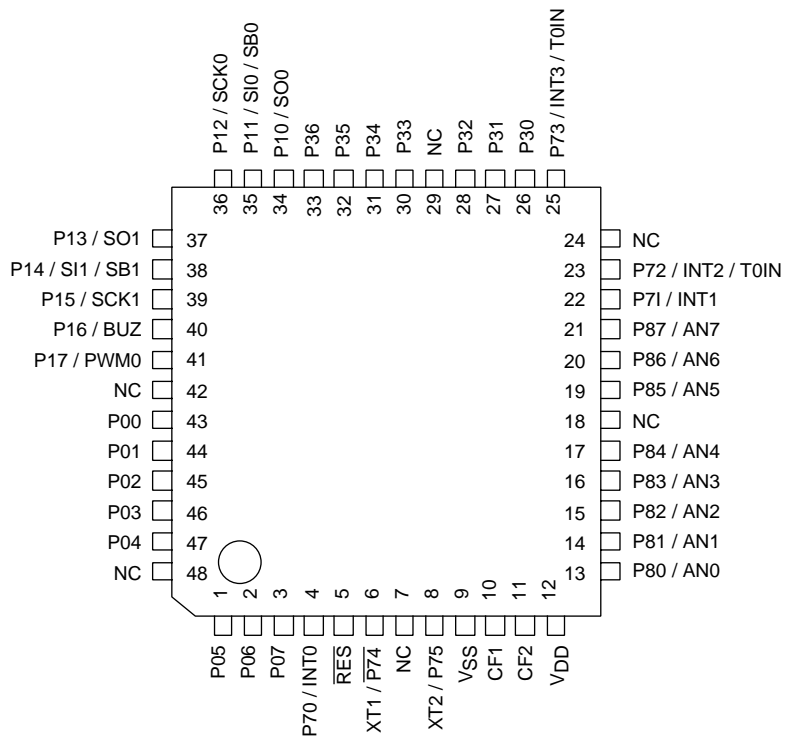 P12 / SCK0
P11 / SI0 / SB0
P10 / SO0
P36
P35
P34
P33
NC
P32
P31
P30
P73 / INT3 / T0IN
36
35
34
33
32
31
30
29
28
27
26
25
P13 / SO1 37
P14 / SI1 / SB1 38
P15 / SCK1 39
P16 / BUZ 40
P17 / PWM0 41
NC 42
P00 43
P01 44
P02 45
P03 46
P04 47
NC 48
24 NC
23 P72 / INT2 / T0IN
22 P7I / INT1
21 P87 / AN7
20 P86 / AN6
19 P85 / AN5
18 NC
17 P84 / AN4
16 P83 / AN3
15 P82 / AN2
14 P81 / AN1
13 P80 / AN0
1
2
3
4
5
6
7
8
9
10
11
12
P05
P06
P07
P70 / INT0
RES
XT1 / P74
NC
XT2 / P75
VSS
CF1
CF2
VDD